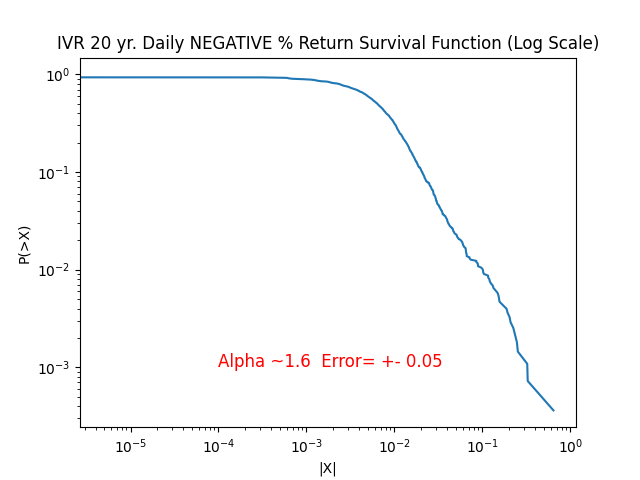 IVR 20 yr. Daily NEGATIVE % Return Survival Function (Log Scale)
10⁰
10⁻¹
10⁻²
10⁻³
P(>X)
Alpha ~1.6  Error= +- 0.05
10⁻⁵ 10⁻⁴ 10⁻³ 10⁻² 10⁻¹ 10⁰
|X|